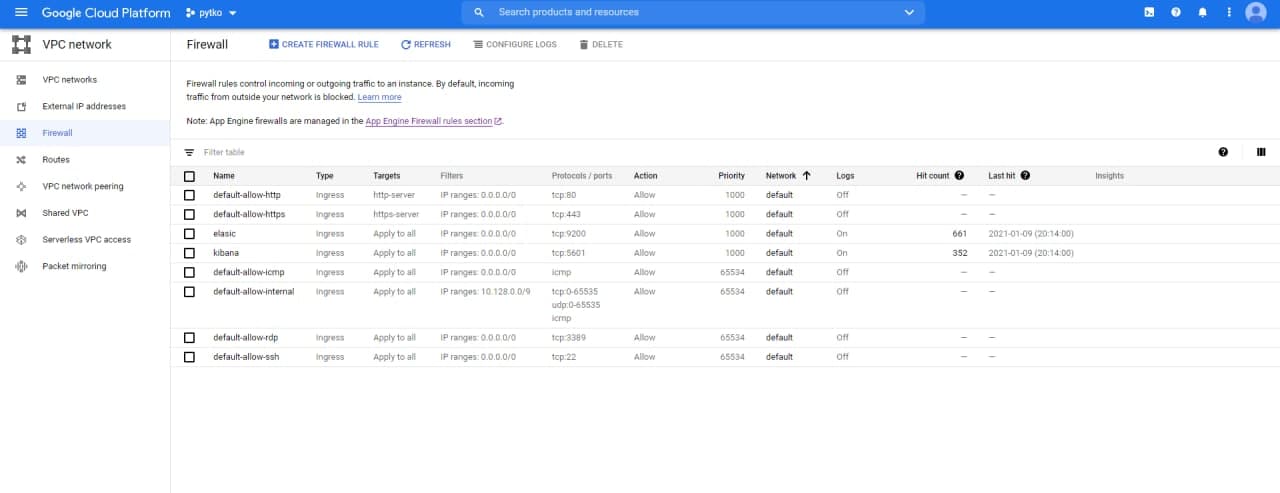 Google Cloud Platform pytko Search products and resources
VPC network
Firewall CREATE FIREWALL RULE REFRESH CONFIGURE LOGS DELETE
VPC networks
External IP addresses
Firewall
Routes
VPC network peering
Shared VPC
Serverless VPC access
Packet mirroring
Firewall rules control incoming or outgoing traffic to an instance. By default, incoming
traffic from outside your network is blocked. Learn more
Note: App Engine firewalls are managed in the App Engine Firewall rules section.
Filter table
Name Type Targets Filters Protocols / ports Action Priority Network Logs Hit count Last hit Insights
default-allow-http Ingress http-server IP ranges: 0.0.0.0/0 tcp:80 Allow 1000 default Off — —
default-allow-https Ingress https-server IP ranges: 0.0.0.0/0 tcp:443 Allow 1000 default Off — —
elasic Ingress Apply to all IP ranges: 0.0.0.0/0 tcp:9200 Allow 1000 default On 661 2021-01-09 (20:14:00)
kibana Ingress Apply to all IP ranges: 0.0.0.0/0 tcp:5601 Allow 1000 default On 352 2021-01-09 (20:14:00)
default-allow-icmp Ingress Apply to all IP ranges: 0.0.0.0/0 icmp Allow 65534 default Off — —
default-allow-internal Ingress Apply to all IP ranges: 10.128.0.0/9 tcp:0-65535 Allow 65534 default Off — —
udp:0-65535
icmp
default-allow-rdp Ingress Apply to all IP ranges: 0.0.0.0/0 tcp:3389 Allow 65534 default Off — —
default-allow-ssh Ingress Apply to all IP ranges: 0.0.0.0/0 tcp:22 Allow 65534 default Off — —